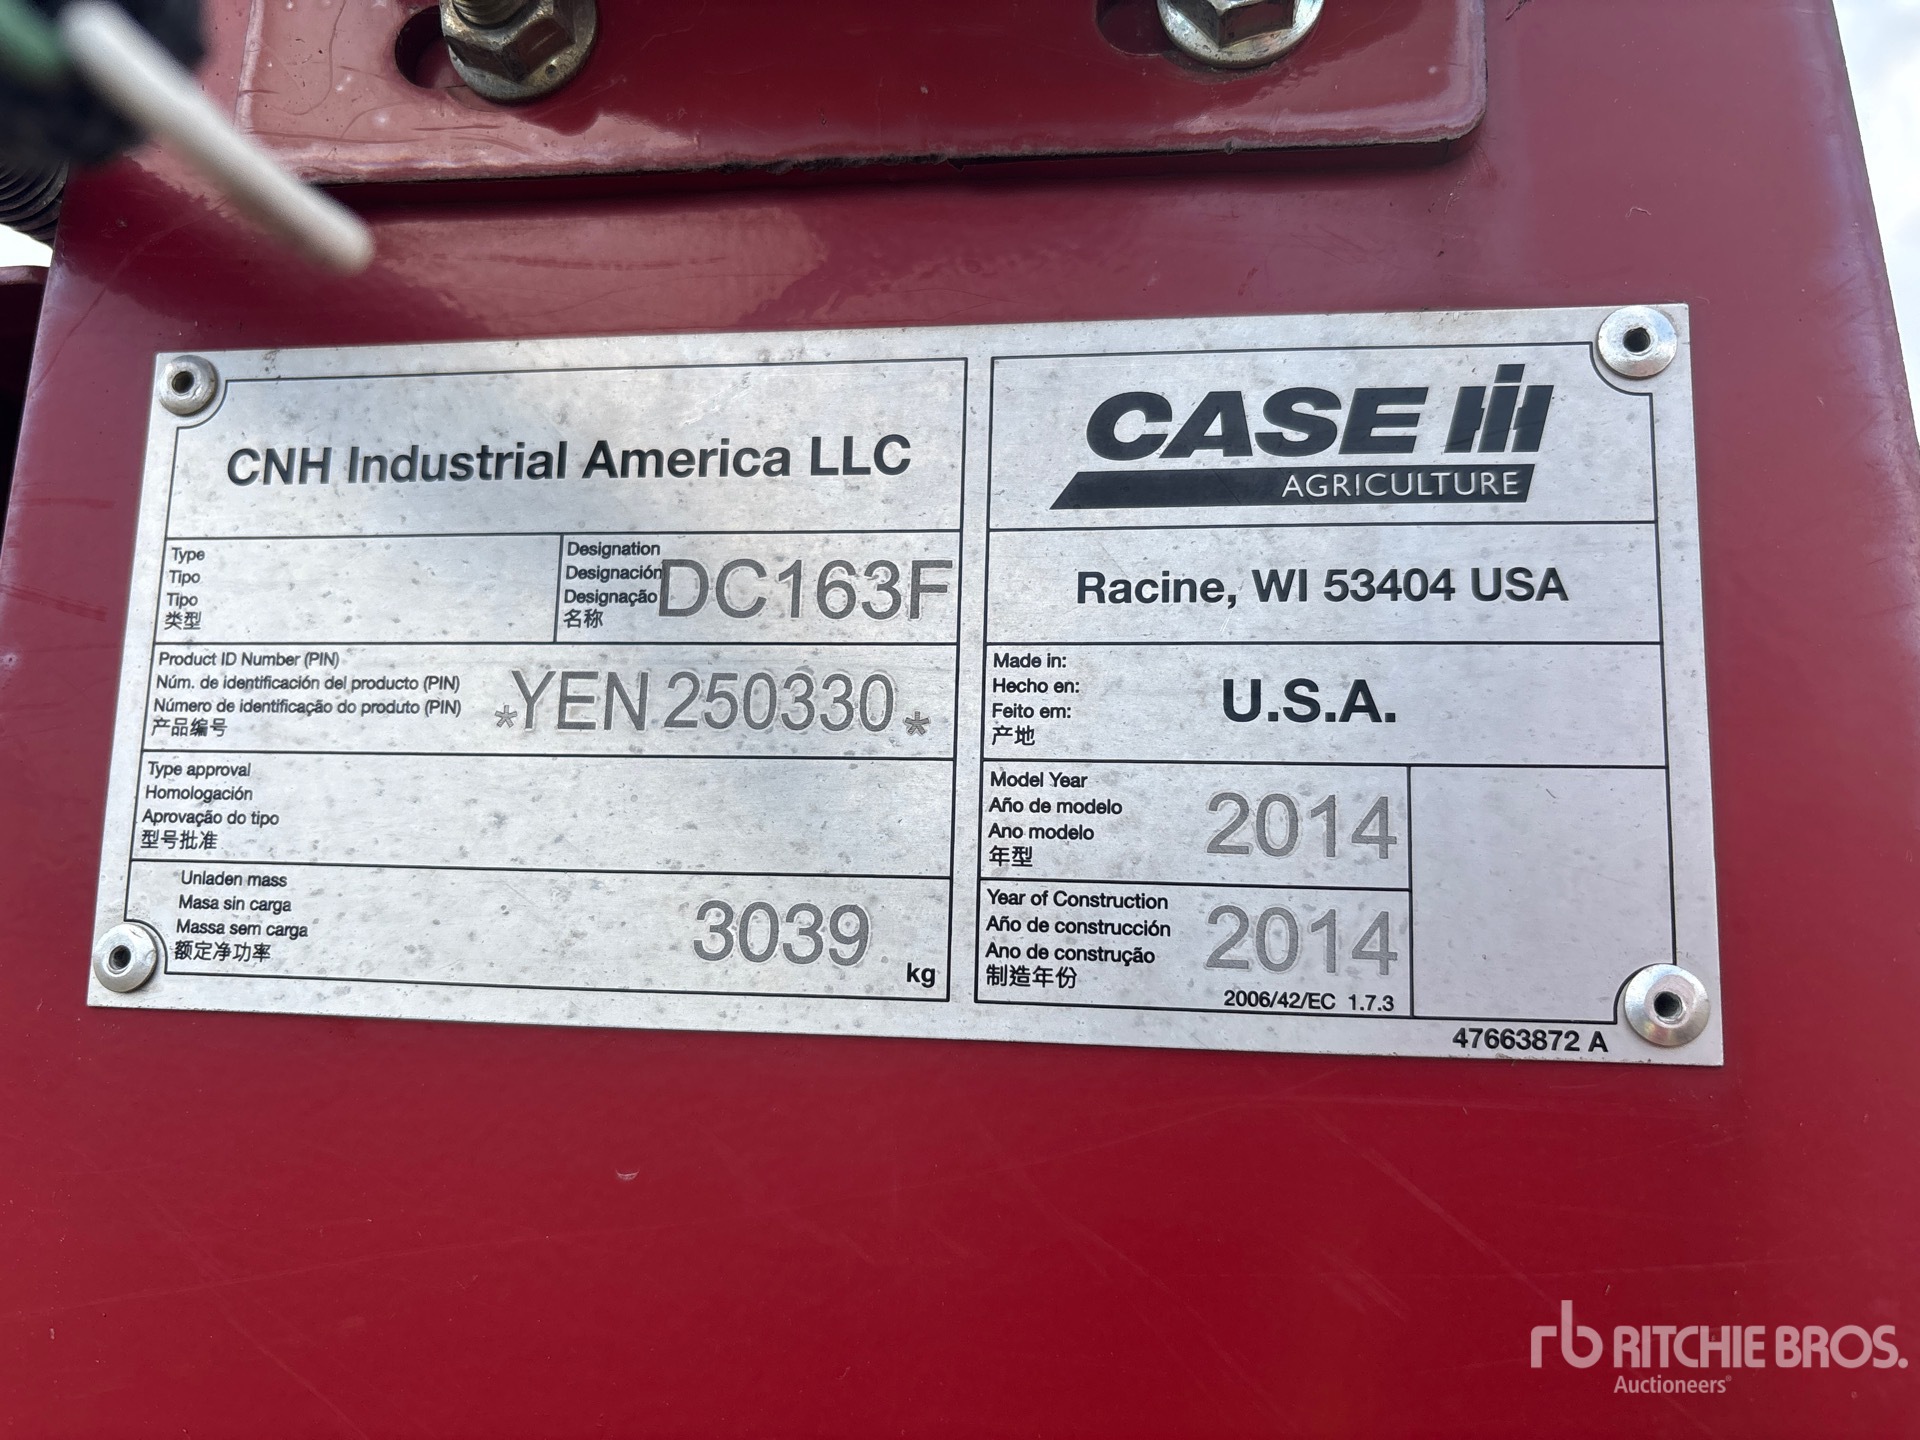 CNH Industrial America LLC
Type
Tipo
Tipo
类型
Designation
Designación
Designação
名称
DC163F
Product ID Number (PIN)
Núm. de identificación del producto (PIN)
Número de identificação do produto (PIN)
产品编号
*YEN250330*
Type approval
Homologación
Aprovação do tipo
型号批准
Unladen mass
Masa sin carga
Massa sem carga
额定净功率
3039
kg
CASE IH
AGRICULTURE
Racine, WI 53404 USA
Made in:
Hecho en:
Feito em:
产地
U.S.A.
Model Year
Año de modelo
Ano modelo
年型
2014
Year of Construction
Año de construcción
Ano de construção
制造年份
2014
2006/42/EC 1.7.3
47663872 A
rb RITCHIE BROS.
Auctioneers®